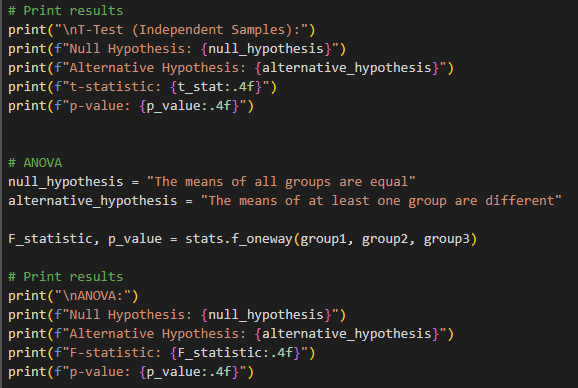 # Print results
print("\nT-Test (Independent Samples):")
print(f"Null Hypothesis: {null_hypothesis}")
print(f"Alternative Hypothesis: {alternative_hypothesis}")
print(f"t-statistic: {t_stat:.4f}")
print(f"p-value: {p_value:.4f}")
# ANOVA
null_hypothesis = "The means of all groups are equal"
alternative_hypothesis = "The means of at least one group are different"
F_statistic, p_value = stats.f_oneway(group1, group2, group3)
# Print results
print("\nANOVA:")
print(f"Null Hypothesis: {null_hypothesis}")
print(f"Alternative Hypothesis: {alternative_hypothesis}")
print(f"F-statistic: {F_statistic:.4f}")
print(f"p-value: {p_value:.4f}")